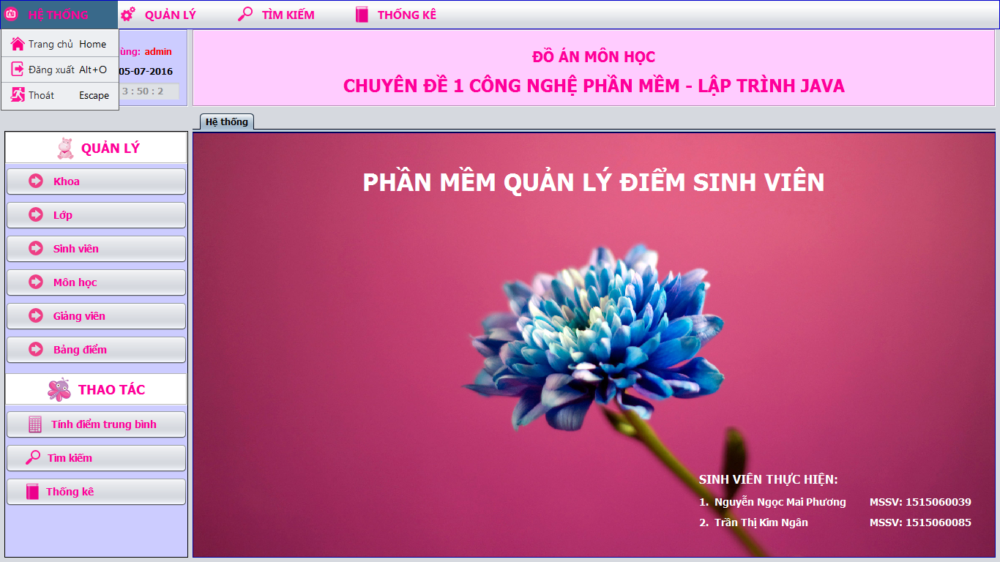 HỆ THỐNG QUẢN LÝ TÌM KIẾM THỐNG KÊ
Trang chủ Home
Đăng xuất Alt+O
Thoát Escape
ùng: admin
05-07-2016
3 : 50 : 2
ĐỒ ÁN MÔN HỌC
CHUYÊN ĐỀ 1 CÔNG NGHỆ PHẦN MỀM - LẬP TRÌNH JAVA
Hệ thống
QUẢN LÝ
Khoa
Lớp
Sinh viên
Môn học
Giảng viên
Bảng điểm
THAO TÁC
Tính điểm trung bình
Tìm kiếm
Thống kê
PHẦN MỀM QUẢN LÝ ĐIỂM SINH VIÊN
SINH VIÊN THỰC HIỆN:
1. Nguyễn Ngọc Mai Phương MSSV: 1515060039
2. Trần Thị Kim Ngân MSSV: 1515060085